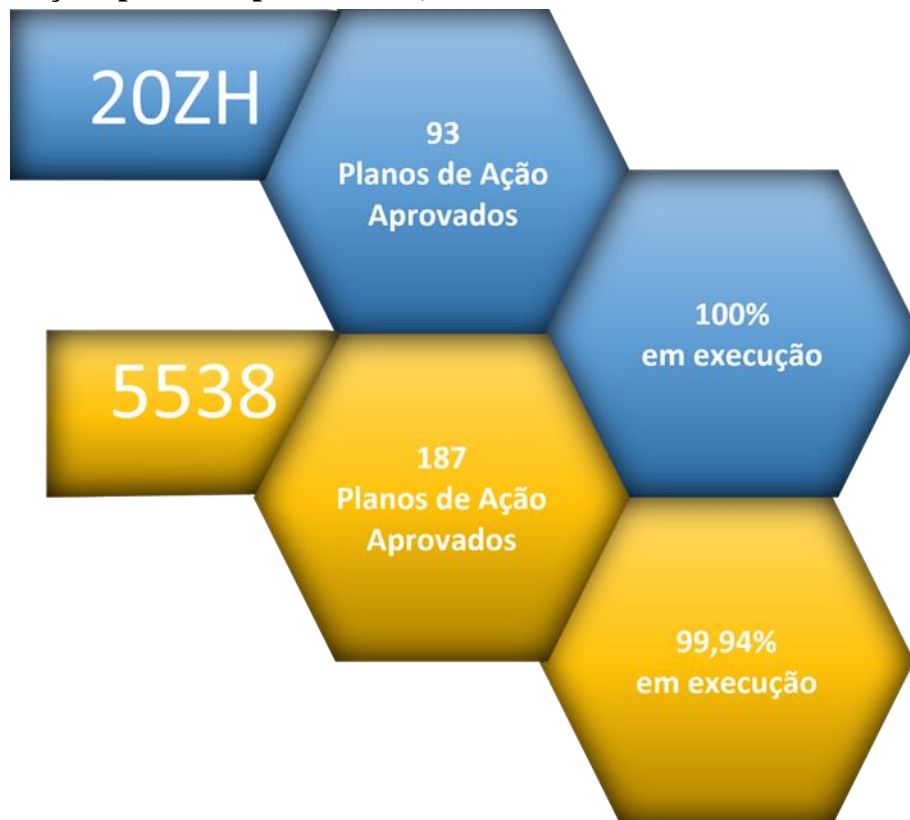 20ZH
93
Planos de Ação
Aprovados
100%
em execução
5538
187
Planos de Ação
Aprovados
99,94%
em execução